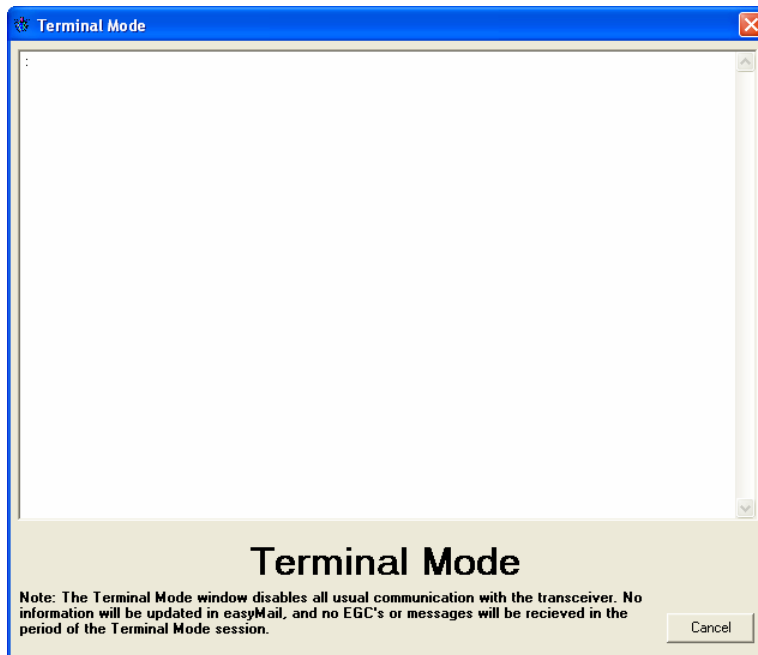 Terminal Mode
:
Terminal Mode
Note: The Terminal Mode window disables all usual communication with the transceiver. No
information will be updated in easyMail, and no EGC's or messages will be recieved in the
period of the Terminal Mode session.
Cancel